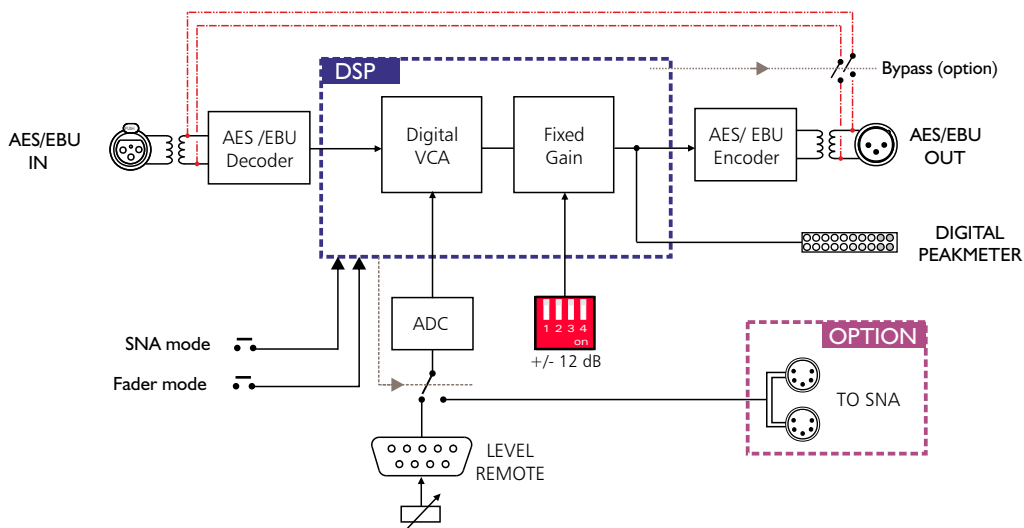 DSP
Bypass (option)
AES/EBU
IN
AES /EBU
Decoder
Digital
VCA
Fixed
Gain
AES/ EBU
Encoder
AES/EBU
OUT
DIGITAL
PEAKMETER
ADC
1 2 3 4
on
+/- 12 dB
SNA mode
Fader mode
OPTION
TO SNA
LEVEL
REMOTE